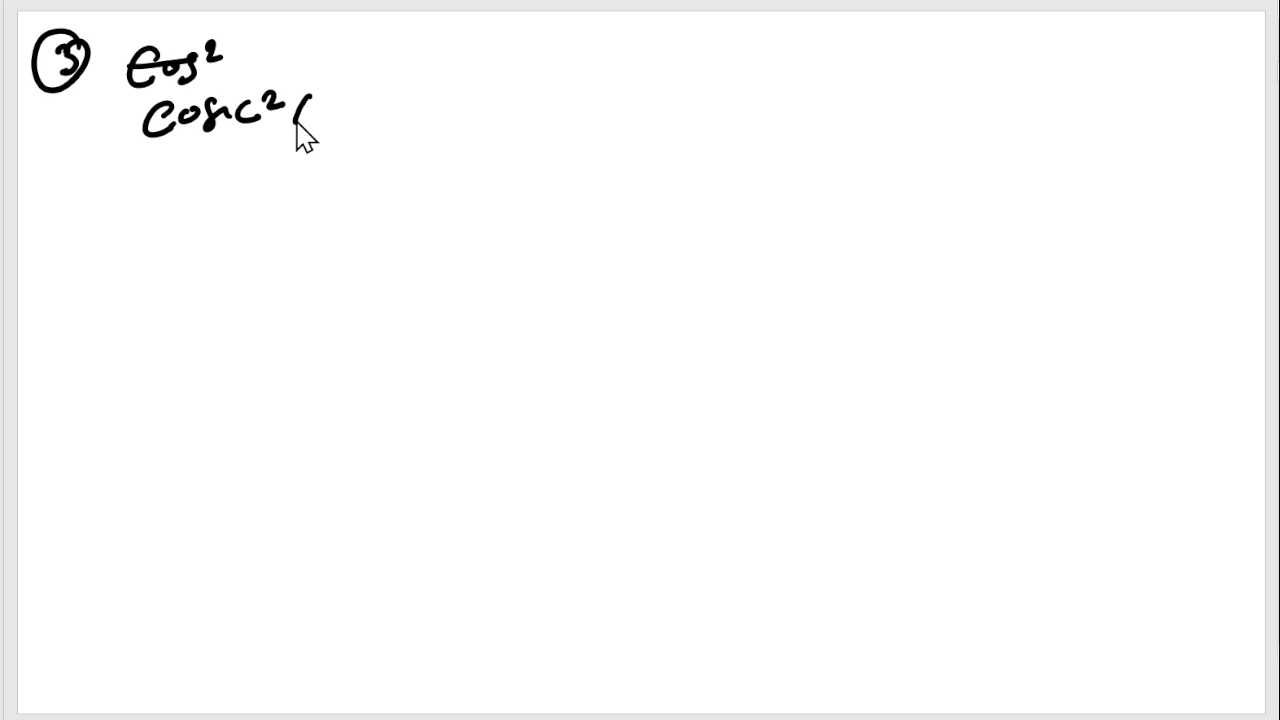 ③ Cos²
Cosec² (